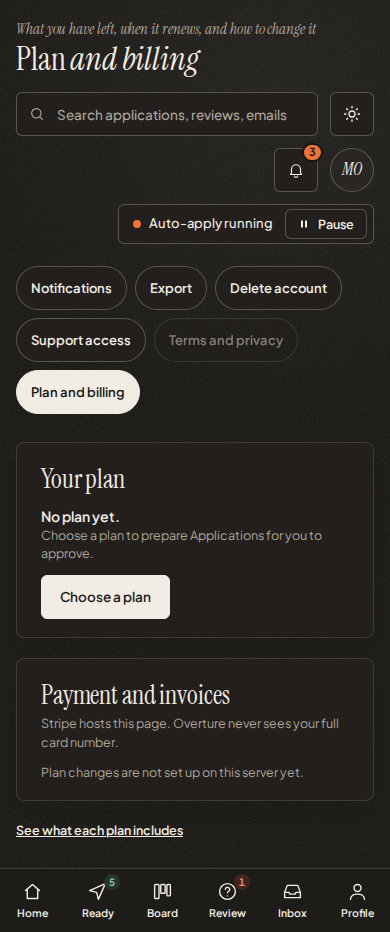 What you have left, when it renews, and how to change it
Plan and billing
Search applications, reviews, emails
3
MO
Auto-apply running
Pause
Notifications
Export
Delete account
Support access
Terms and privacy
Plan and billing
Your plan
No plan yet.
Choose a plan to prepare Applications for you to
approve.
Choose a plan
Payment and invoices
Stripe hosts this page. Overture never sees your full
card number.
Plan changes are not set up on this server yet.
See what each plan includes
5
1
Home
Ready
Board
Review
Inbox
Profile